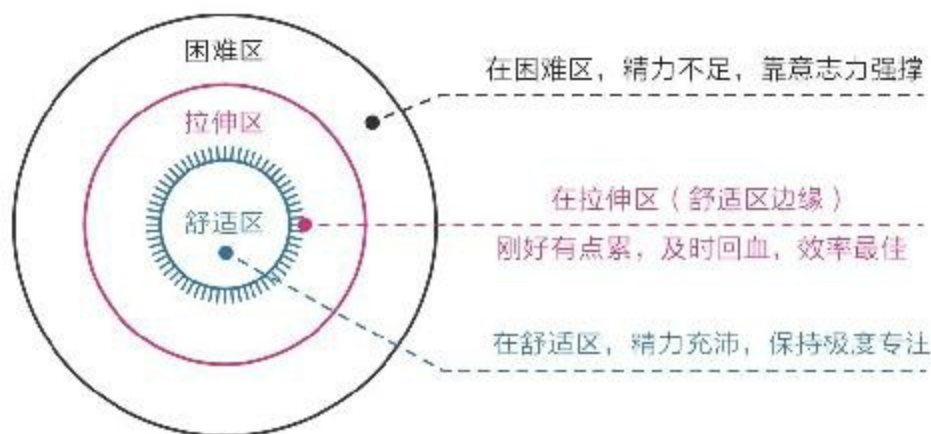 困难区
在困难区，精力不足，靠意志力强撑
拉伸区
在拉伸区（舒适区边缘）
舒适区
刚好有点累，及时回血，效率最佳
在舒适区，精力充沛，保持极度专注